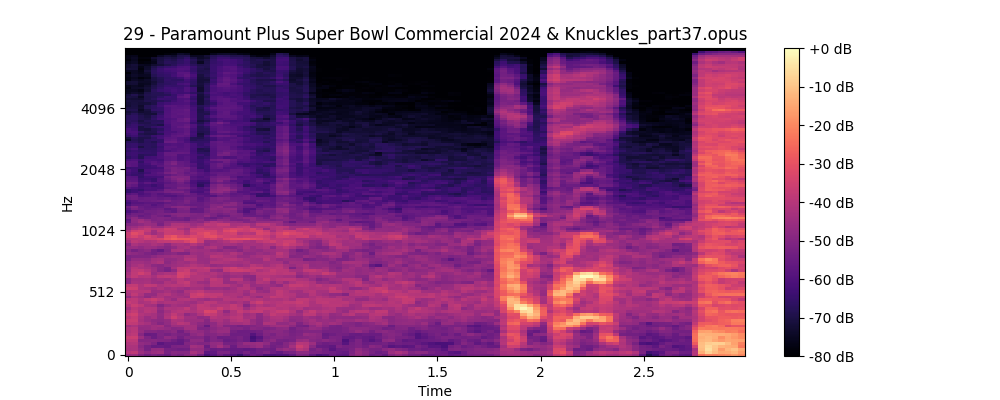 29 - Paramount Plus Super Bowl Commercial 2024 & Knuckles_part37.opus
Hz
4096
2048
1024
512
0
0
0.5
1
1.5
2
2.5
Time
+0 dB
-10 dB
-20 dB
-30 dB
-40 dB
-50 dB
-60 dB
-70 dB
-80 dB